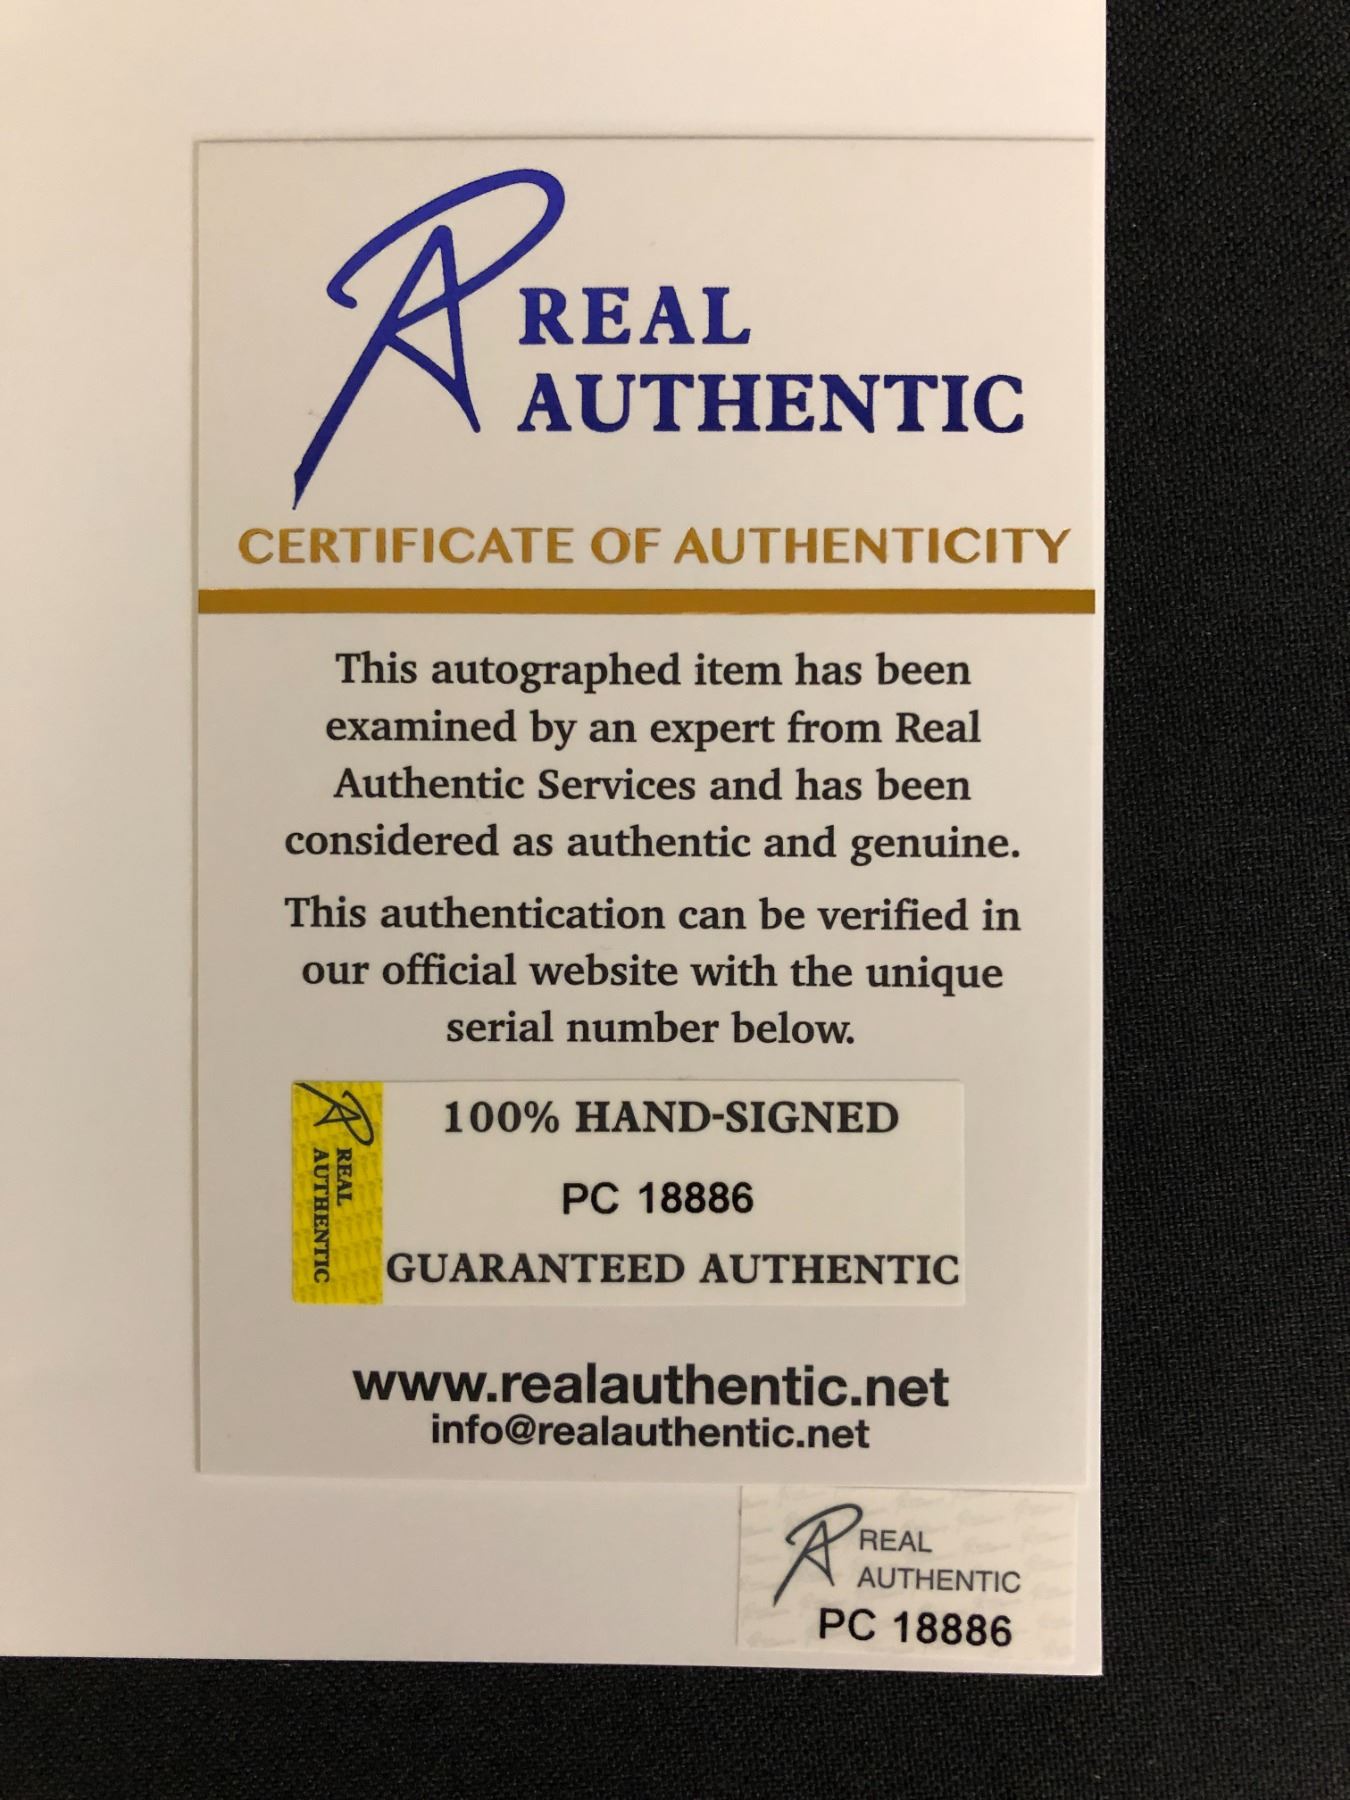 REAL
AUTHENTIC
CERTIFICATE OF AUTHENTICITY
This autographed item has been
examined by an expert from Real
Authentic Services and has been
considered as authentic and genuine.
This authentication can be verified in
our official website with the unique
serial number below.
REAL
AUTHENTIC
100% HAND-SIGNED
PC 18886
GUARANTEED AUTHENTIC
www.realauthentic.net
info@realauthentic.net
REAL
AUTHENTIC
PC 18886